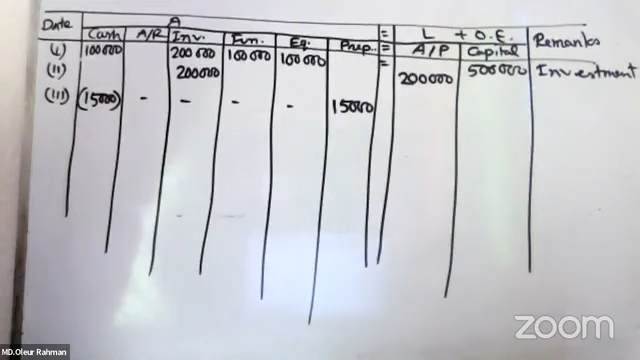 Date A = L + O.E. Remarks
Cash A/R Inv. Fun. Eq. Prep. = A/P Capital
(i) 100000 200000 100000 100000 = 500000 Investment
(ii) 200000 200000
(iii) (15000) - - - - 15000
zoom
MD.Oleur Rahman